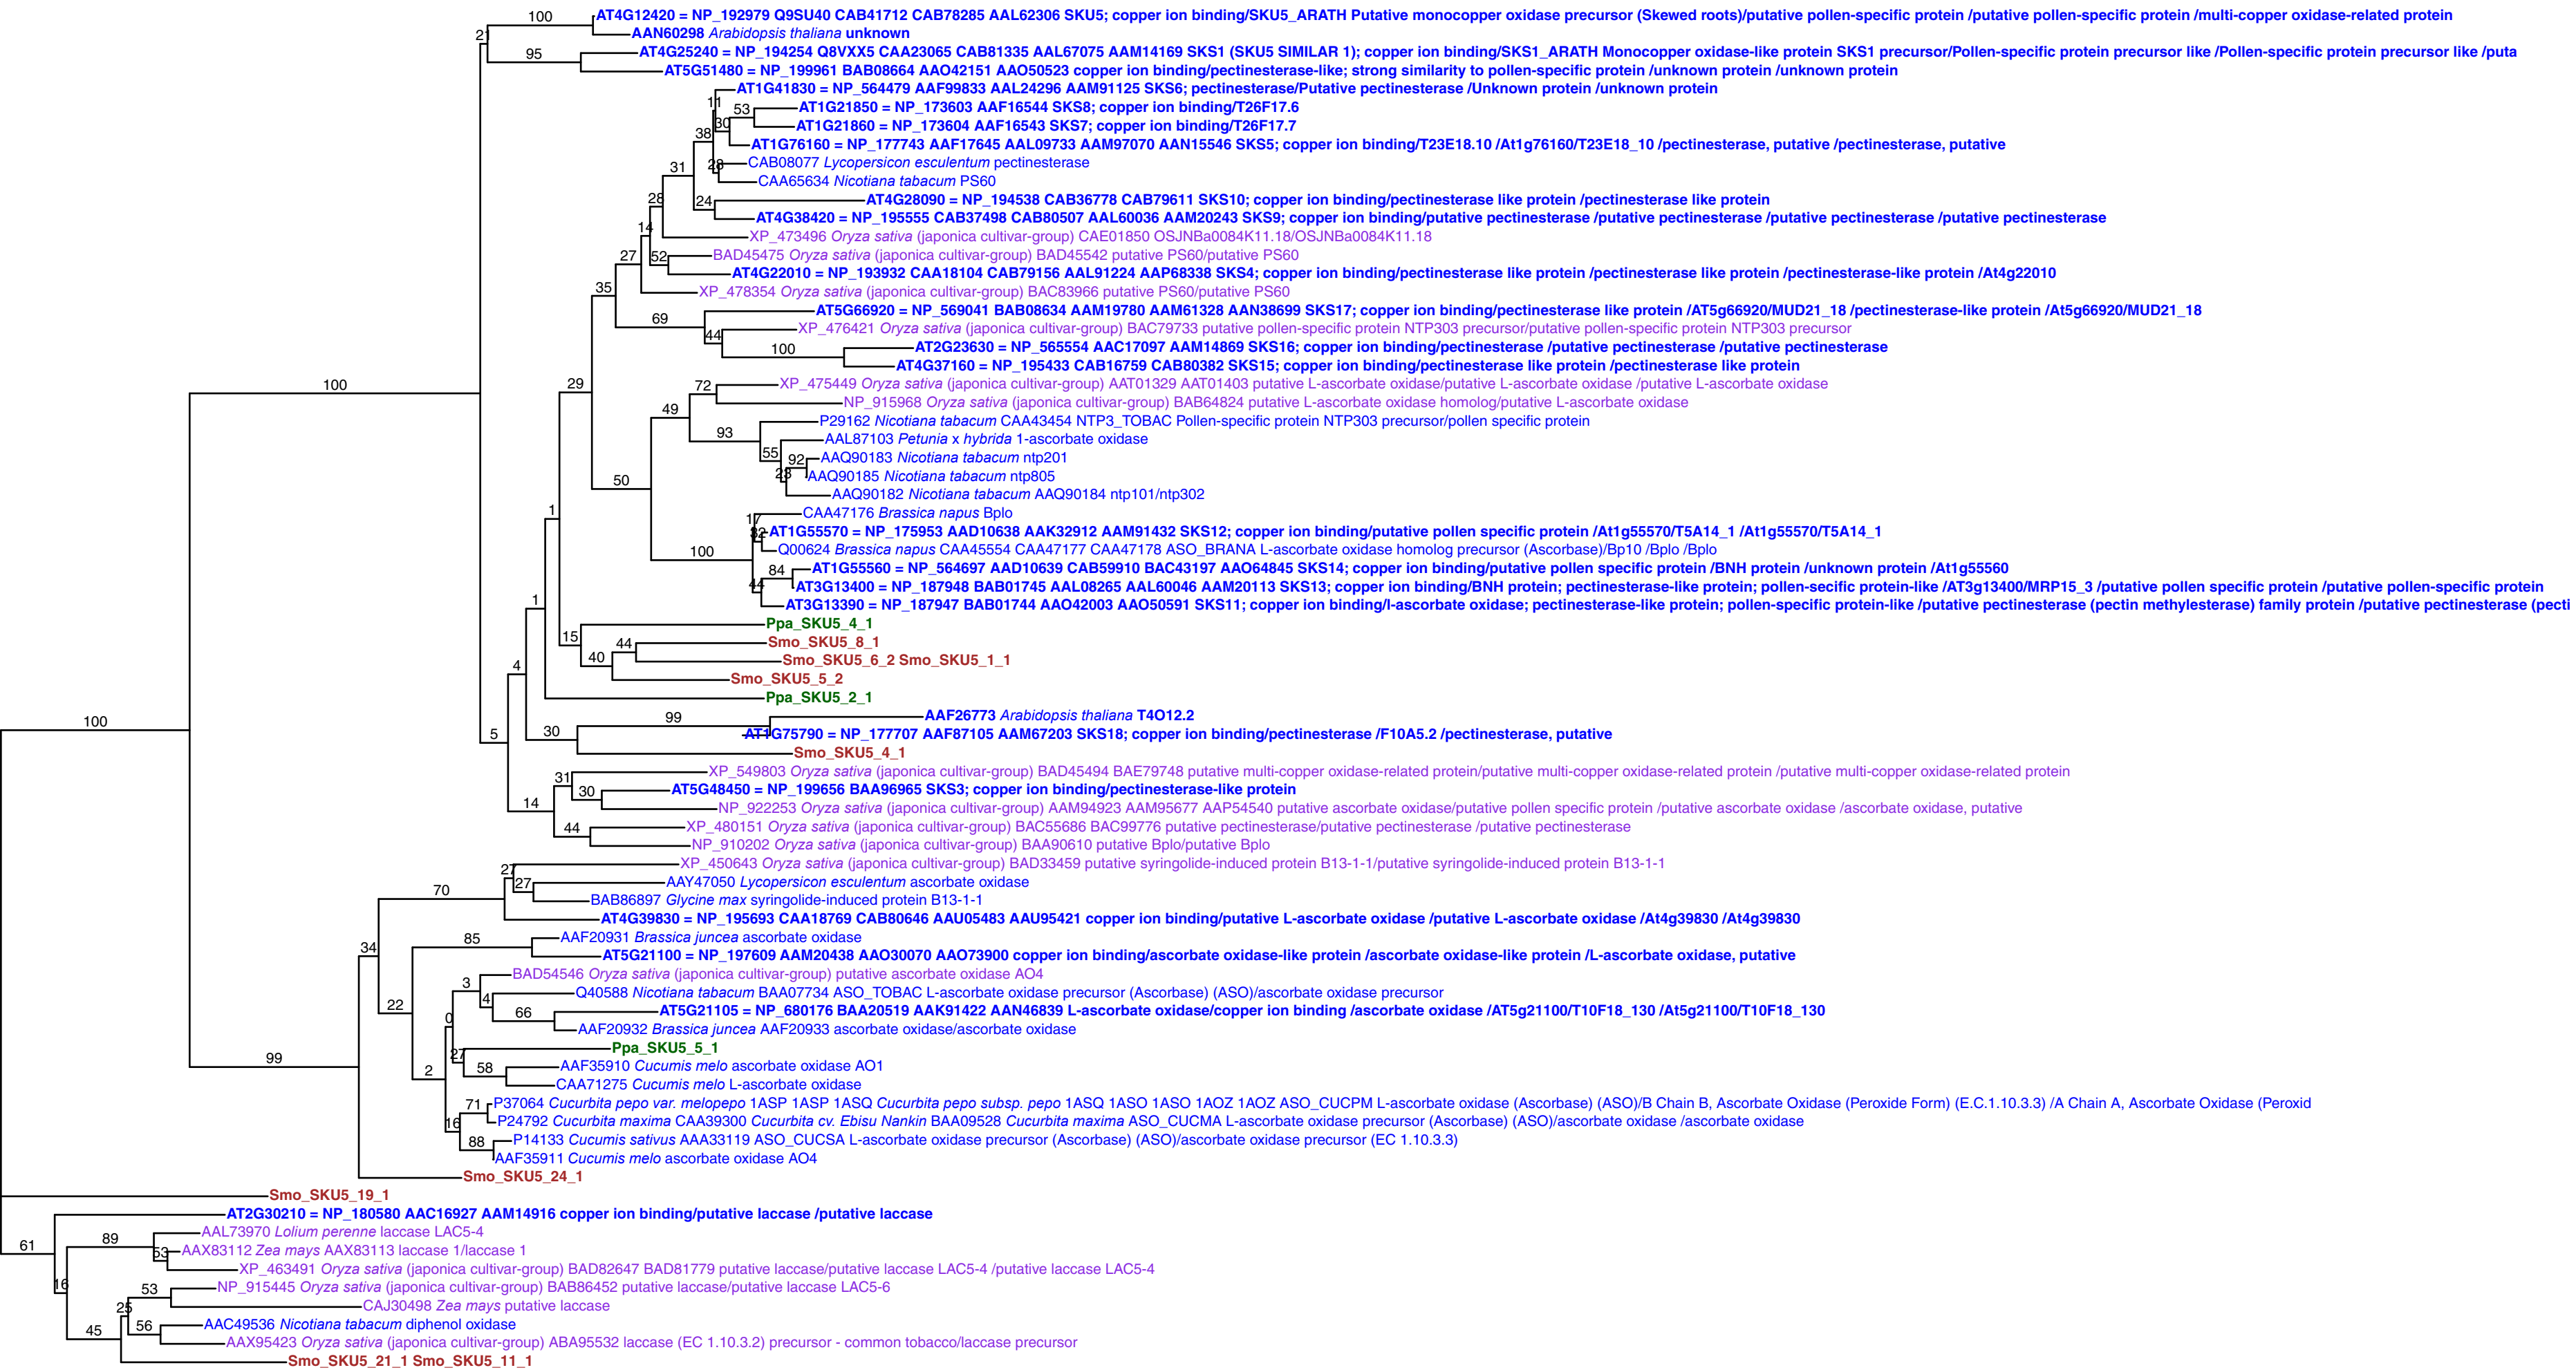 100
AT4G12420 = NP_192979 Q9SU40 CAB41712 CAB78285 AAL62306 SKU5; copper ion binding/SKU5_ARATH Putative monocopper oxidase precursor (Skewed roots)/putative pollen-specific protein /putative pollen-specific protein /multi-copper oxidase-related protein
21
AAN60298 Arabidopsis thaliana unknown
95
AT4G25240 = NP_194254 Q8VXX5 CAA23065 CAB81335 AAL67075 AAM14169 SKS1 (SKU5 SIMILAR 1); copper ion binding/SKS1_ARATH Monocopper oxidase-like protein SKS1 precursor/Pollen-specific protein precursor like /Pollen-specific protein precursor like /puta
AT5G51480 = NP_199961 BAB08664 AAO42151 AAO50523 copper ion binding/pectinesterase-like; strong similarity to pollen-specific protein /unknown protein /unknown protein
AT1G41830 = NP_564479 AAF99833 AAL24296 AAM91125 SKS6; pectinesterase/Putative pectinesterase /Unknown protein /unknown protein
11
53
AT1G21850 = NP_173603 AAF16544 SKS8; copper ion binding/T26F17.6
30
AT1G21860 = NP_173604 AAF16543 SKS7; copper ion binding/T26F17.7
38
AT1G76160 = NP_177743 AAF17645 AAL09733 AAM97070 AAN15546 SKS5; copper ion binding/T23E18.10 /At1g76160/T23E18_10 /pectinesterase, putative /pectinesterase, putative
CAB08077 Lycopersicon esculentum pectinesterase
31
CAA65634 Nicotiana tabacum PS60
28
24
AT4G28090 = NP_194538 CAB36778 CAB79611 SKS10; copper ion binding/pectinesterase like protein /pectinesterase like protein
AT4G38420 = NP_195555 CAB37498 CAB80507 AAL60036 AAM20243 SKS9; copper ion binding/putative pectinesterase /putative pectinesterase /putative pectinesterase /putative pectinesterase
14
XP_473496 Oryza sativa (japonica cultivar-group) CAE01850 OSJNBa0084K11.18/OSJNBa0084K11.18
27
52
BAD45475 Oryza sativa (japonica cultivar-group) BAD45542 putative PS60/putative PS60
AT4G22010 = NP_193932 CAA18104 CAB79156 AAL91224 AAP68338 SKS4; copper ion binding/pectinesterase like protein /pectinesterase like protein /pectinesterase-like protein /At4g22010
35
XP_478354 Oryza sativa (japonica cultivar-group) BAC83966 putative PS60/putative PS60
69
AT5G66920 = NP_569041 BAB08634 AAM19780 AAM61328 AAN38699 SKS17; copper ion binding/pectinesterase like protein /AT5g66920/MUD21_18 /pectinesterase-like protein /At5g66920/MUD21_18
44
XP_476421 Oryza sativa (japonica cultivar-group) BAC79733 putative pollen-specific protein NTP303 precursor/putative pollen-specific protein NTP303 precursor
100
AT2G23630 = NP_565554 AAC17097 AAM14869 SKS16; copper ion binding/pectinesterase /putative pectinesterase /putative pectinesterase
AT4G37160 = NP_195433 CAB16759 CAB80382 SKS15; copper ion binding/pectinesterase like protein /pectinesterase like protein
100
29
72
XP_475449 Oryza sativa (japonica cultivar-group) AAT01329 AAT01403 putative L-ascorbate oxidase/putative L-ascorbate oxidase /putative L-ascorbate oxidase
49
NP_915968 Oryza sativa (japonica cultivar-group) BAB64824 putative L-ascorbate oxidase homolog/putative L-ascorbate oxidase
93
P29162 Nicotiana tabacum CAA43454 NTP3_TOBAC Pollen-specific protein NTP303 precursor/pollen specific protein
AAL87103 Petunia x hybrida 1-ascorbate oxidase
55
92
AAQ90183 Nicotiana tabacum ntp201
50
AAQ90185 Nicotiana tabacum ntp805
AAQ90182 Nicotiana tabacum AAQ90184 ntp101/ntp302
1
17
CAA47176 Brassica napus Bplo
AT1G55570 = NP_175953 AAD10638 AAK32912 AAM91432 SKS12; copper ion binding/putative pollen specific protein /At1g55570/T5A14_1 /At1g55570/T5A14_1
100
Q00624 Brassica napus CAA45554 CAA47177 CAA47178 ASO_BRANA L-ascorbate oxidase homolog precursor (Ascorbase)/Bp10 /Bplo /Bplo
84
AT1G55560 = NP_564697 AAD10639 CAB59910 BAC43197 AAO64845 SKS14; copper ion binding/putative pollen specific protein /BNH protein /unknown protein /At1g55560
44
AT3G13400 = NP_187948 BAB01745 AAL08265 AAL60046 AAM20113 SKS13; copper ion binding/BNH protein; pectinesterase-like protein; pollen-secific protein-like /AT3g13400/MRP15_3 /putative pollen specific protein /putative pollen-specific protein
1
AT3G13390 = NP_187947 BAB01744 AAO42003 AAO50591 SKS11; copper ion binding/l-ascorbate oxidase; pectinesterase-like protein; pollen-specific protein-like /putative pectinesterase (pectin methylesterase) family protein /putative pectinesterase (pecti
Ppa_SKU5_4_1
15
44
Smo_SKU5_8_1
40
Smo_SKU5_6_2 Smo_SKU5_1_1
4
Smo_SKU5_5_2
Ppa_SKU5_2_1
100
99
AAF26773 Arabidopsis thaliana T4O12.2
5
30
AT1G75790 = NP_177707 AAF87105 AAM67203 SKS18; copper ion binding/pectinesterase /F10A5.2 /pectinesterase, putative
Smo_SKU5_4_1
31
XP_549803 Oryza sativa (japonica cultivar-group) BAD45494 BAE79748 putative multi-copper oxidase-related protein/putative multi-copper oxidase-related protein /putative multi-copper oxidase-related protein
30
AT5G48450 = NP_199656 BAA96965 SKS3; copper ion binding/pectinesterase-like protein
14
NP_922253 Oryza sativa (japonica cultivar-group) AAM94923 AAM95677 AAP54540 putative ascorbate oxidase/putative pollen specific protein /putative ascorbate oxidase /ascorbate oxidase, putative
44
XP_480151 Oryza sativa (japonica cultivar-group) BAC55686 BAC99776 putative pectinesterase/putative pectinesterase /putative pectinesterase
NP_910202 Oryza sativa (japonica cultivar-group) BAA90610 putative Bplo/putative Bplo
27
XP_450643 Oryza sativa (japonica cultivar-group) BAD33459 putative syringolide-induced protein B13-1-1/putative syringolide-induced protein B13-1-1
70
27
AAY47050 Lycopersicon esculentum ascorbate oxidase
BAB86897 Glycine max syringolide-induced protein B13-1-1
AT4G39830 = NP_195693 CAA18769 CAB80646 AAU05483 AAU95421 copper ion binding/putative L-ascorbate oxidase /putative L-ascorbate oxidase /At4g39830 /At4g39830
34
85
AAF20931 Brassica juncea ascorbate oxidase
AT5G21100 = NP_197609 AAM20438 AAO30070 AAO73900 copper ion binding/ascorbate oxidase-like protein /ascorbate oxidase-like protein /L-ascorbate oxidase, putative
3
BAD54546 Oryza sativa (japonica cultivar-group) putative ascorbate oxidase AO4
22
4
Q40588 Nicotiana tabacum BAA07734 ASO_TOBAC L-ascorbate oxidase precursor (Ascorbase) (ASO)/ascorbate oxidase precursor
0
66
AT5G21105 = NP_680176 BAA20519 AAK91422 AAN46839 L-ascorbate oxidase/copper ion binding /ascorbate oxidase /AT5g21100/T10F18_130 /At5g21100/T10F18_130
AAF20932 Brassica juncea AAF20933 ascorbate oxidase/ascorbate oxidase
99
27
Ppa_SKU5_5_1
2
58
AAF35910 Cucumis melo ascorbate oxidase AO1
CAA71275 Cucumis melo L-ascorbate oxidase
71
P37064 Cucurbita pepo var. melopepo 1ASP 1ASP 1ASQ Cucurbita pepo subsp. pepo 1ASQ 1ASO 1ASO 1AOZ 1AOZ ASO_CUCPM L-ascorbate oxidase (Ascorbase) (ASO)/B Chain B, Ascorbate Oxidase (Peroxide Form) (E.C.1.10.3.3) /A Chain A, Ascorbate Oxidase (Peroxid
16
P24792 Cucurbita maxima CAA39300 Cucurbita cv. Ebisu Nankin BAA09528 Cucurbita maxima ASO_CUCMA L-ascorbate oxidase precursor (Ascorbase) (ASO)/ascorbate oxidase /ascorbate oxidase
88
P14133 Cucumis sativus AAA33119 ASO_CUCSA L-ascorbate oxidase precursor (Ascorbase) (ASO)/ascorbate oxidase precursor (EC 1.10.3.3)
AAF35911 Cucumis melo ascorbate oxidase AO4
Smo_SKU5_24_1
Smo_SKU5_19_1
AT2G30210 = NP_180580 AAC16927 AAM14916 copper ion binding/putative laccase /putative laccase
61
89
AAL73970 Lolium perenne laccase LAC5-4
53
AAX83112 Zea mays AAX83113 laccase 1/laccase 1
XP_463491 Oryza sativa (japonica cultivar-group) BAD82647 BAD81779 putative laccase/putative laccase LAC5-4 /putative laccase LAC5-4
16
53
NP_915445 Oryza sativa (japonica cultivar-group) BAB86452 putative laccase/putative laccase LAC5-6
25
CAJ30498 Zea mays putative laccase
45
56
AAC49536 Nicotiana tabacum diphenol oxidase
AAX95423 Oryza sativa (japonica cultivar-group) ABA95532 laccase (EC 1.10.3.2) precursor - common tobacco/laccase precursor
Smo_SKU5_21_1 Smo_SKU5_11_1